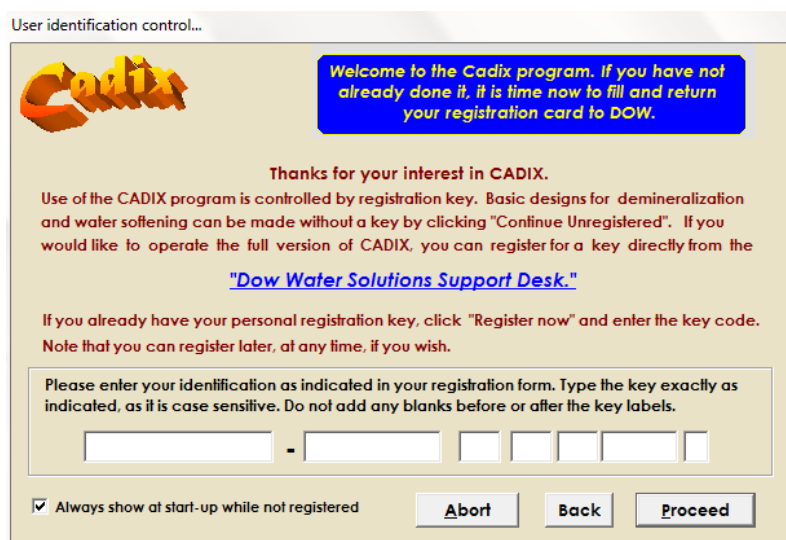 User identification control...
Cadix
Welcome to the Cadix program. If you have not
already done it, it is time now to fill and return
your registration card to DOW.
Thanks for your interest in CADIX.
Use of the CADIX program is controlled by registration key. Basic designs for demineralization
and water softening can be made without a key by clicking "Continue Unregistered". If you
would like to operate the full version of CADIX, you can register for a key directly from the
"Dow Water Solutions Support Desk."
If you already have your personal registration key, click "Register now" and enter the key code.
Note that you can register later, at any time, if you wish.
Please enter your identification as indicated in your registration form. Type the key exactly as
indicated, as it is case sensitive. Do not add any blanks before or after the key labels.
-
Always show at start-up while not registered
Abort
Back
Proceed